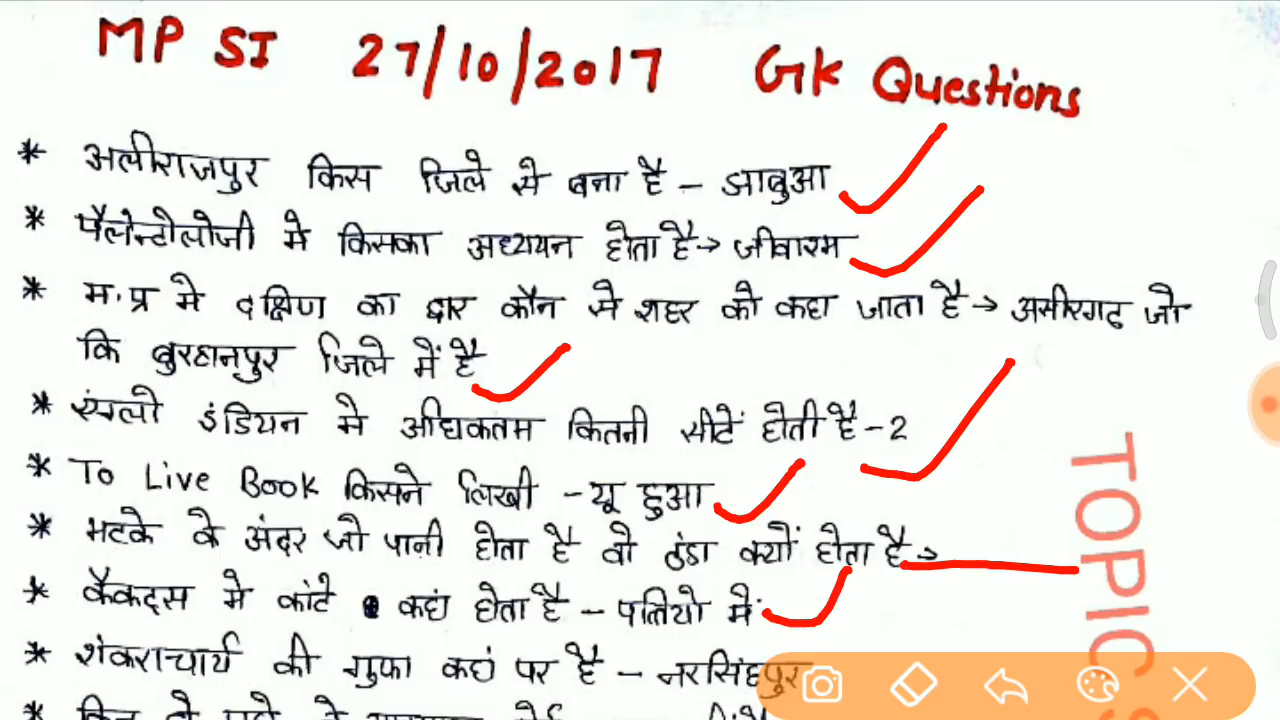 MP SI 27/10/2017 GK Questions
* अलीराजपुर किस जिले से बना है - झाबुआ
* पैलेन्टोलोजी मे किसका अध्ययन होता है → जीवाश्म
* म.प्र मे दक्षिण का द्वार कौन से शहर को कहा जाता है → असीरगढ जो
कि बुरहानपुर जिले में है
* एंग्लो इंडियन मे अधिकतम कितनी सीटें होती है - 2
* To Live Book किसने लिखी - यू हुआ
* मटके के अंदर जो पानी होता है वो ठंडा क्यों होता है →
* कैकट्स मे कांटे कहां होता है - पत्तियो में
* शंकराचार्य की गुफा कहां पर है - नरसिंहपुर
TOPIC S